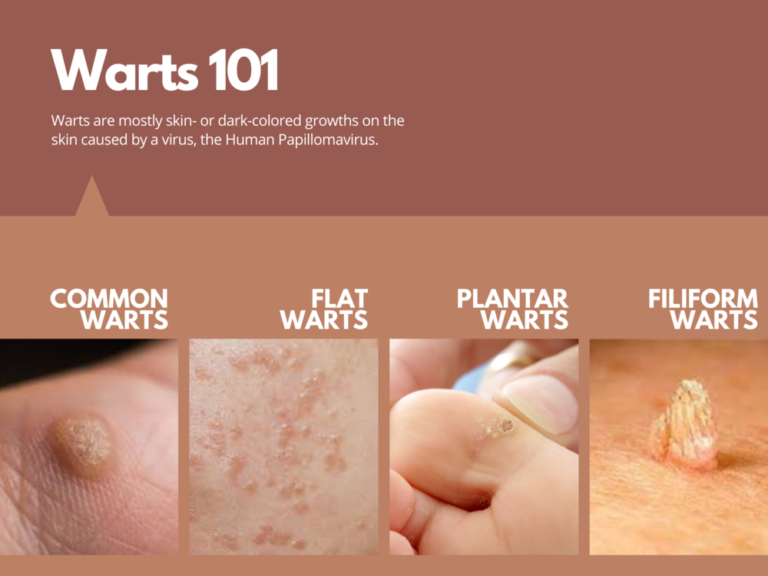 Warts 101
Warts are mostly skin- or dark-colored growths on the
skin caused by a virus, the Human Papillomavirus.
COMMON
WARTS
FLAT
WARTS
PLANTAR
WARTS
FILIFORM
WARTS